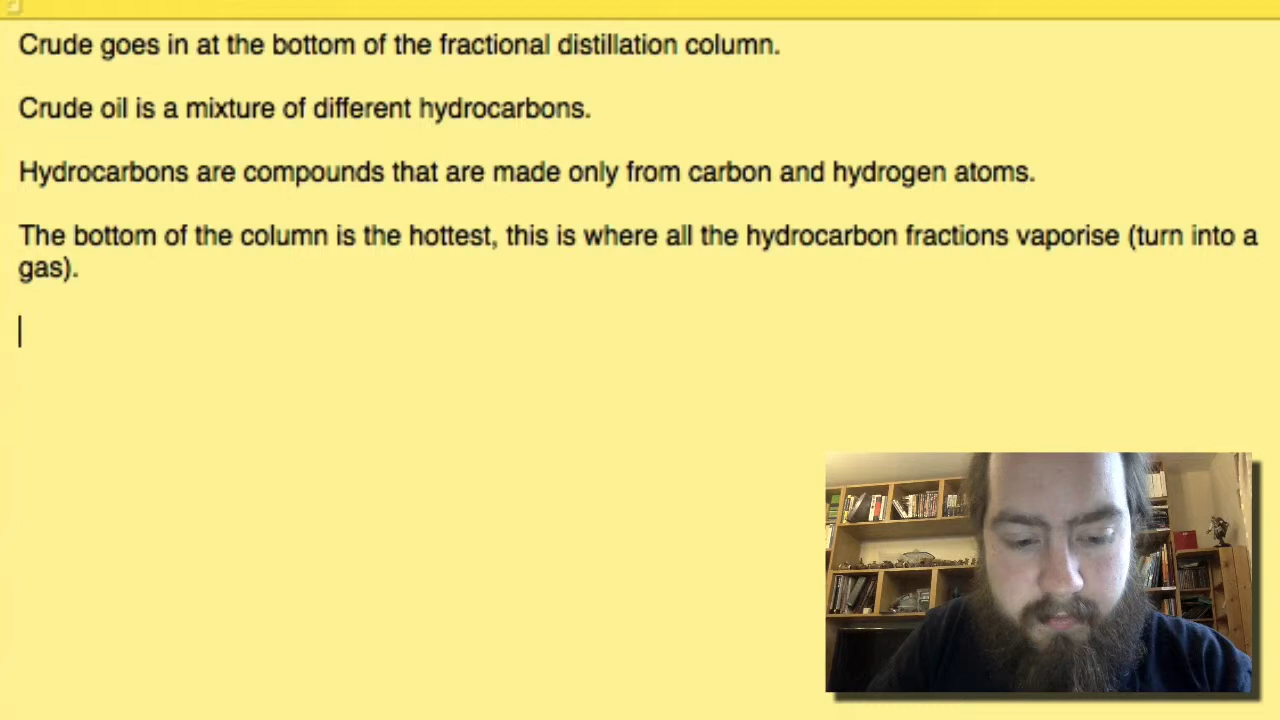 Crude goes in at the bottom of the fractional distillation column.
Crude oil is a mixture of different hydrocarbons.
Hydrocarbons are compounds that are made only from carbon and hydrogen atoms.
The bottom of the column is the hottest, this is where all the hydrocarbon fractions vaporise (turn into a
gas).